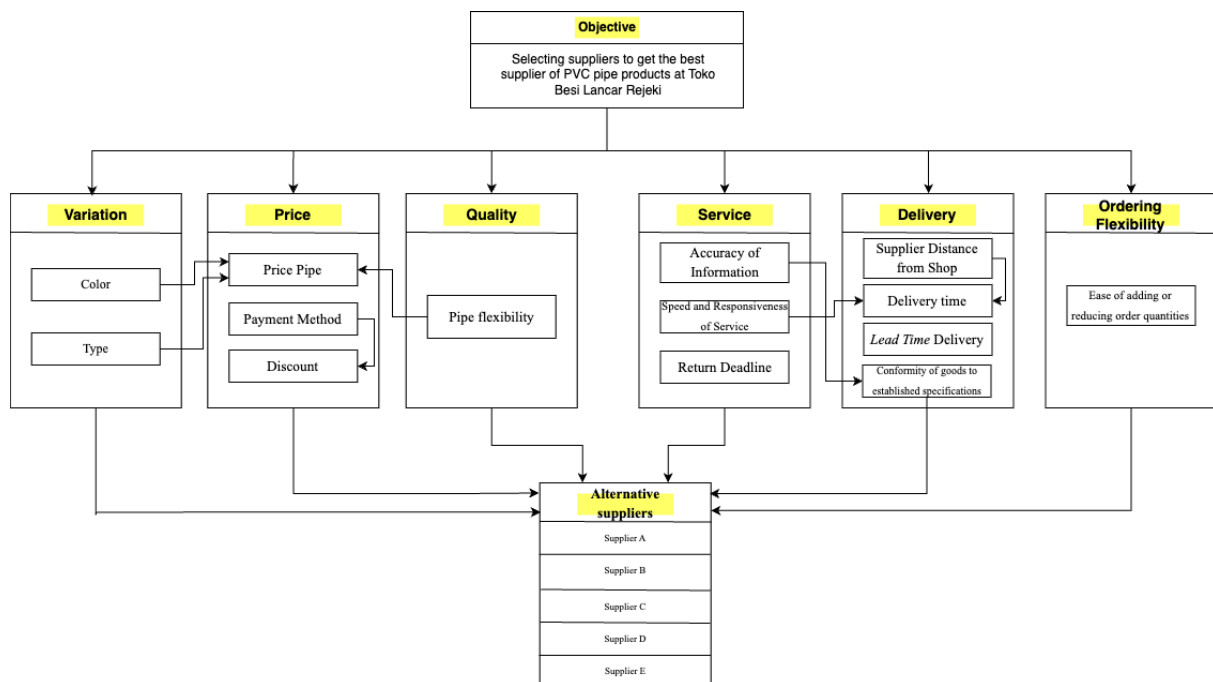 Objective
Selecting suppliers to get the best
supplier of PVC pipe products at Toko
Besi Lancar Rejeki
Variation
Color
Type
Price
Price Pipe
Payment Method
Discount
Quality
Pipe flexibility
Service
Accuracy of
Information
Speed and Responsiveness
of Service
Return Deadline
Delivery
Supplier Distance
from Shop
Delivery time
Lead Time Delivery
Conformity of goods to
established specifications
Ordering
Flexibility
Ease of adding or
reducing order quantities
Alternative
suppliers
Supplier A
Supplier B
Supplier C
Supplier D
Supplier E